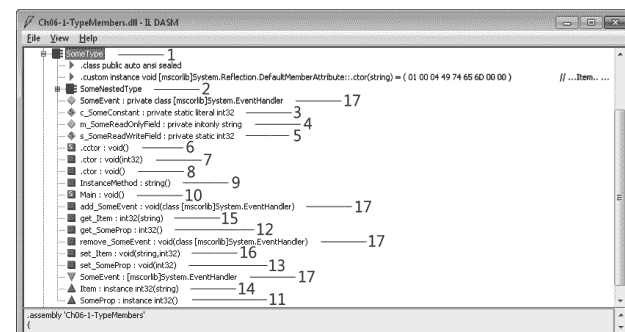 Ch06-1-TypeMembers.dll - IL DASM
File View Help
SomeType 1
.class public auto ansi sealed
.custom instance void [mscorlib]System.Reflection.DefaultMemberAttribute::.ctor(string) = ( 01 00 04 49 74 65 6D 00 00 ) // ...Item.. ...
SomeNestedType 2
SomeEvent : private class [mscorlib]System.EventHandler 17
c_SomeConstant : private static literal int32 3
m_SomeReadOnlyField : private initonly string 4
s_SomeReadWriteField : private static int32 5
.cctor : void() 6
.ctor : void(int32) 7
.ctor : void() 8
InstanceMethod : string() 9
Main : void() 10
add_SomeEvent : void(class [mscorlib]System.EventHandler) 17
get_Item : int32(string) 15
get_SomeProp : int32() 12
remove_SomeEvent : void(class [mscorlib]System.EventHandler) 17
set_Item : void(string,int32) 16
set_SomeProp : void(int32) 13
SomeEvent : [mscorlib]System.EventHandler 17
Item : instance int32(string) 14
SomeProp : instance int32() 11
.assembly 'Ch06-1-TypeMembers'
{